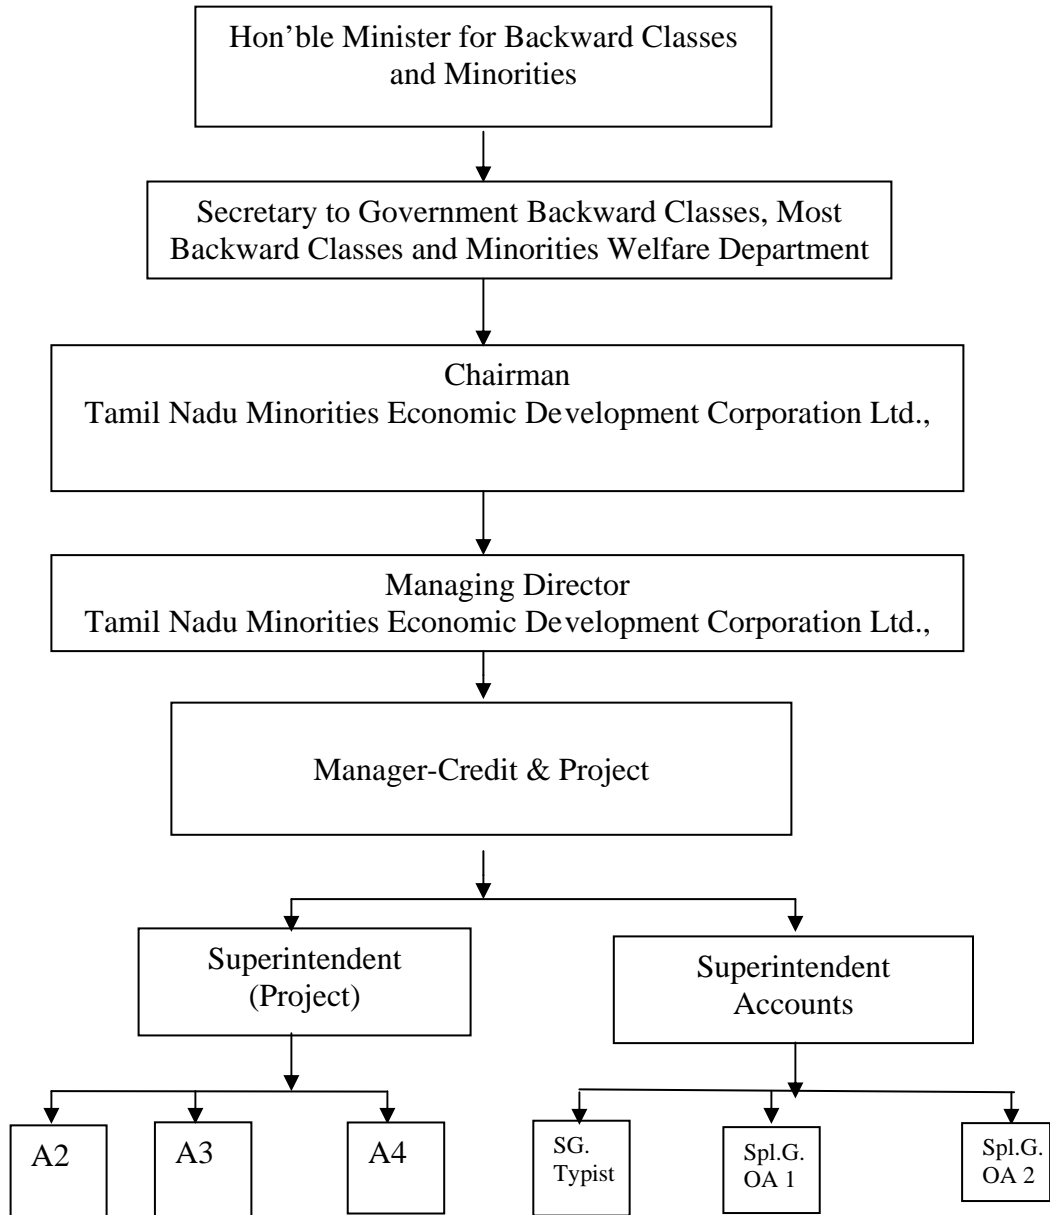 Hon’ble Minister for Backward Classes
and Minorities
Secretary to Government Backward Classes, Most
Backward Classes and Minorities Welfare Department
Chairman
Tamil Nadu Minorities Economic Development Corporation Ltd.,
Managing Director
Tamil Nadu Minorities Economic Development Corporation Ltd.,
Manager-Credit & Project
Superintendent
(Project)
Superintendent
Accounts
A2
A3
A4
SG.
Typist
Spl.G.
OA 1
Spl.G.
OA 2